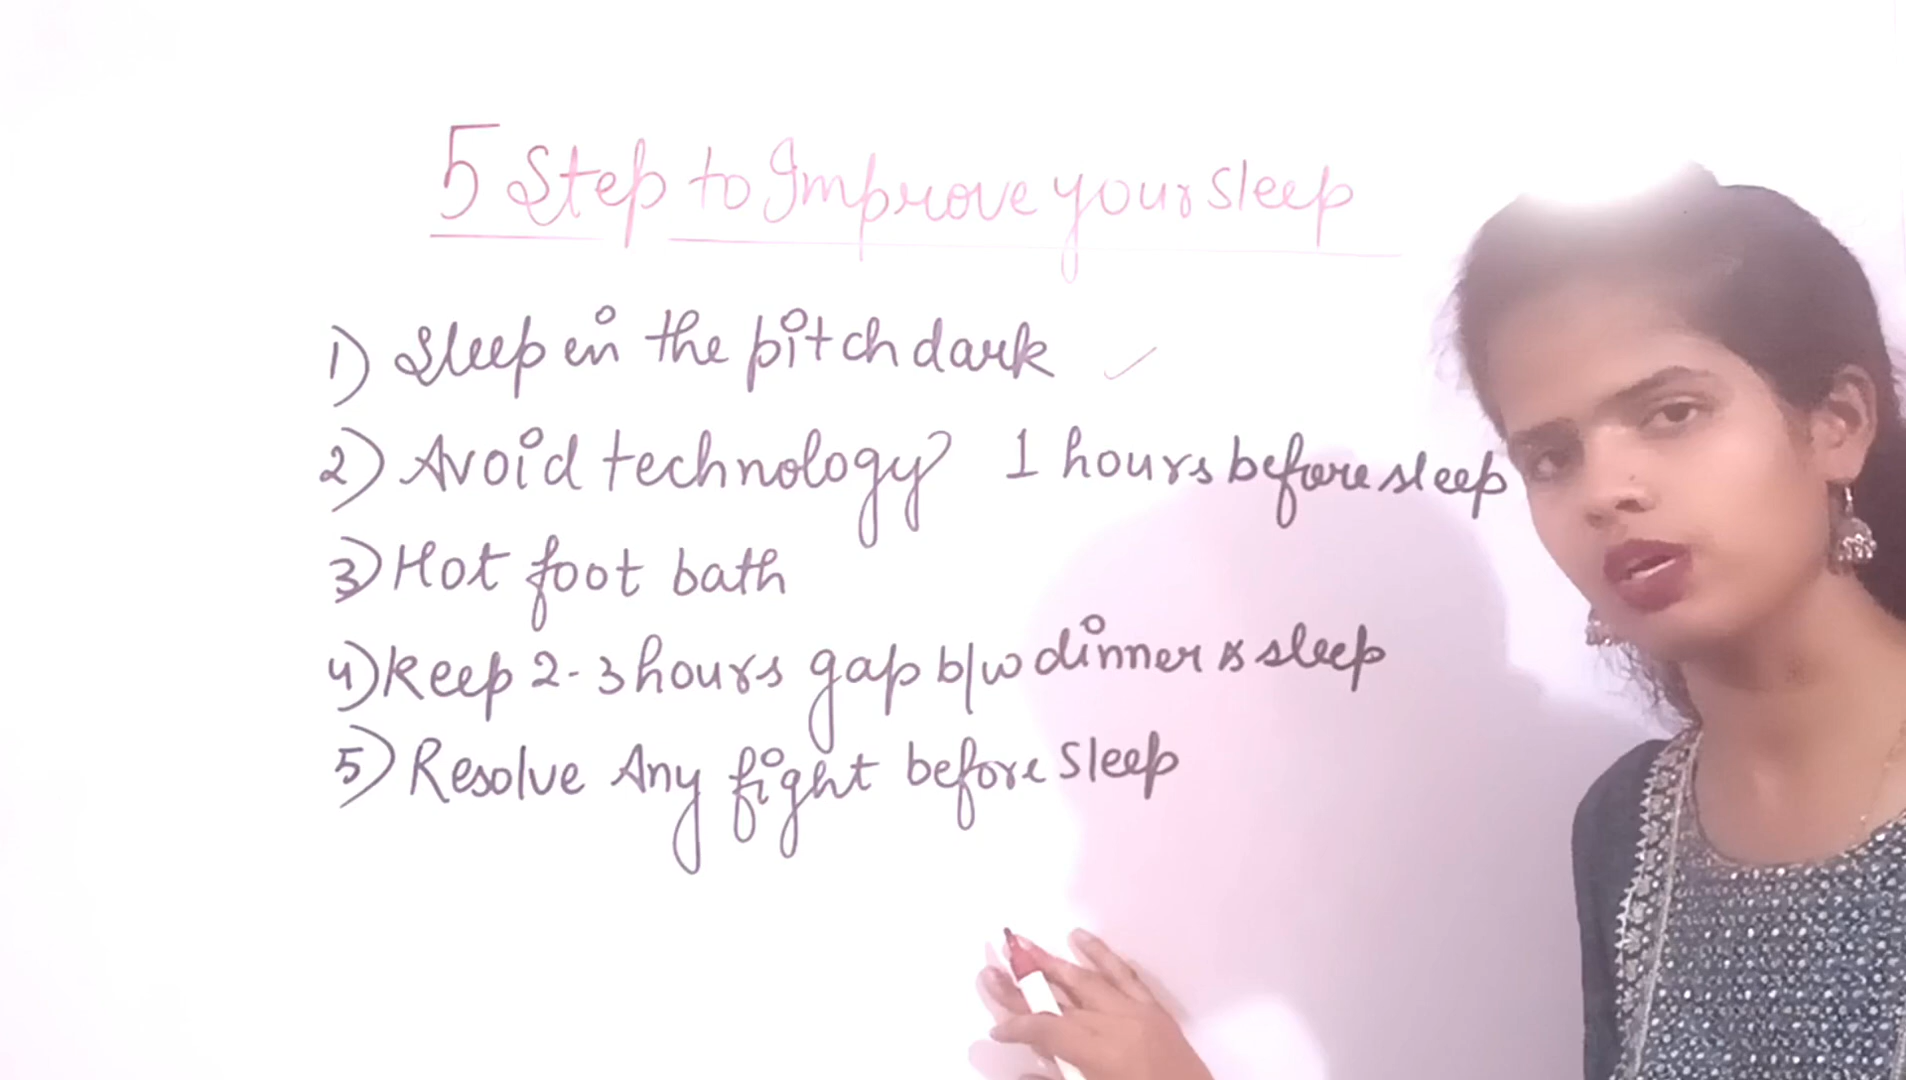 5 Step to Improve your sleep
1) Sleep in the pitch dark
2) Avoid technology 1 hours before sleep
3) Hot foot bath
4) keep 2-3 hours gap b/w dinner & sleep
5) Resolve Any fight before sleep